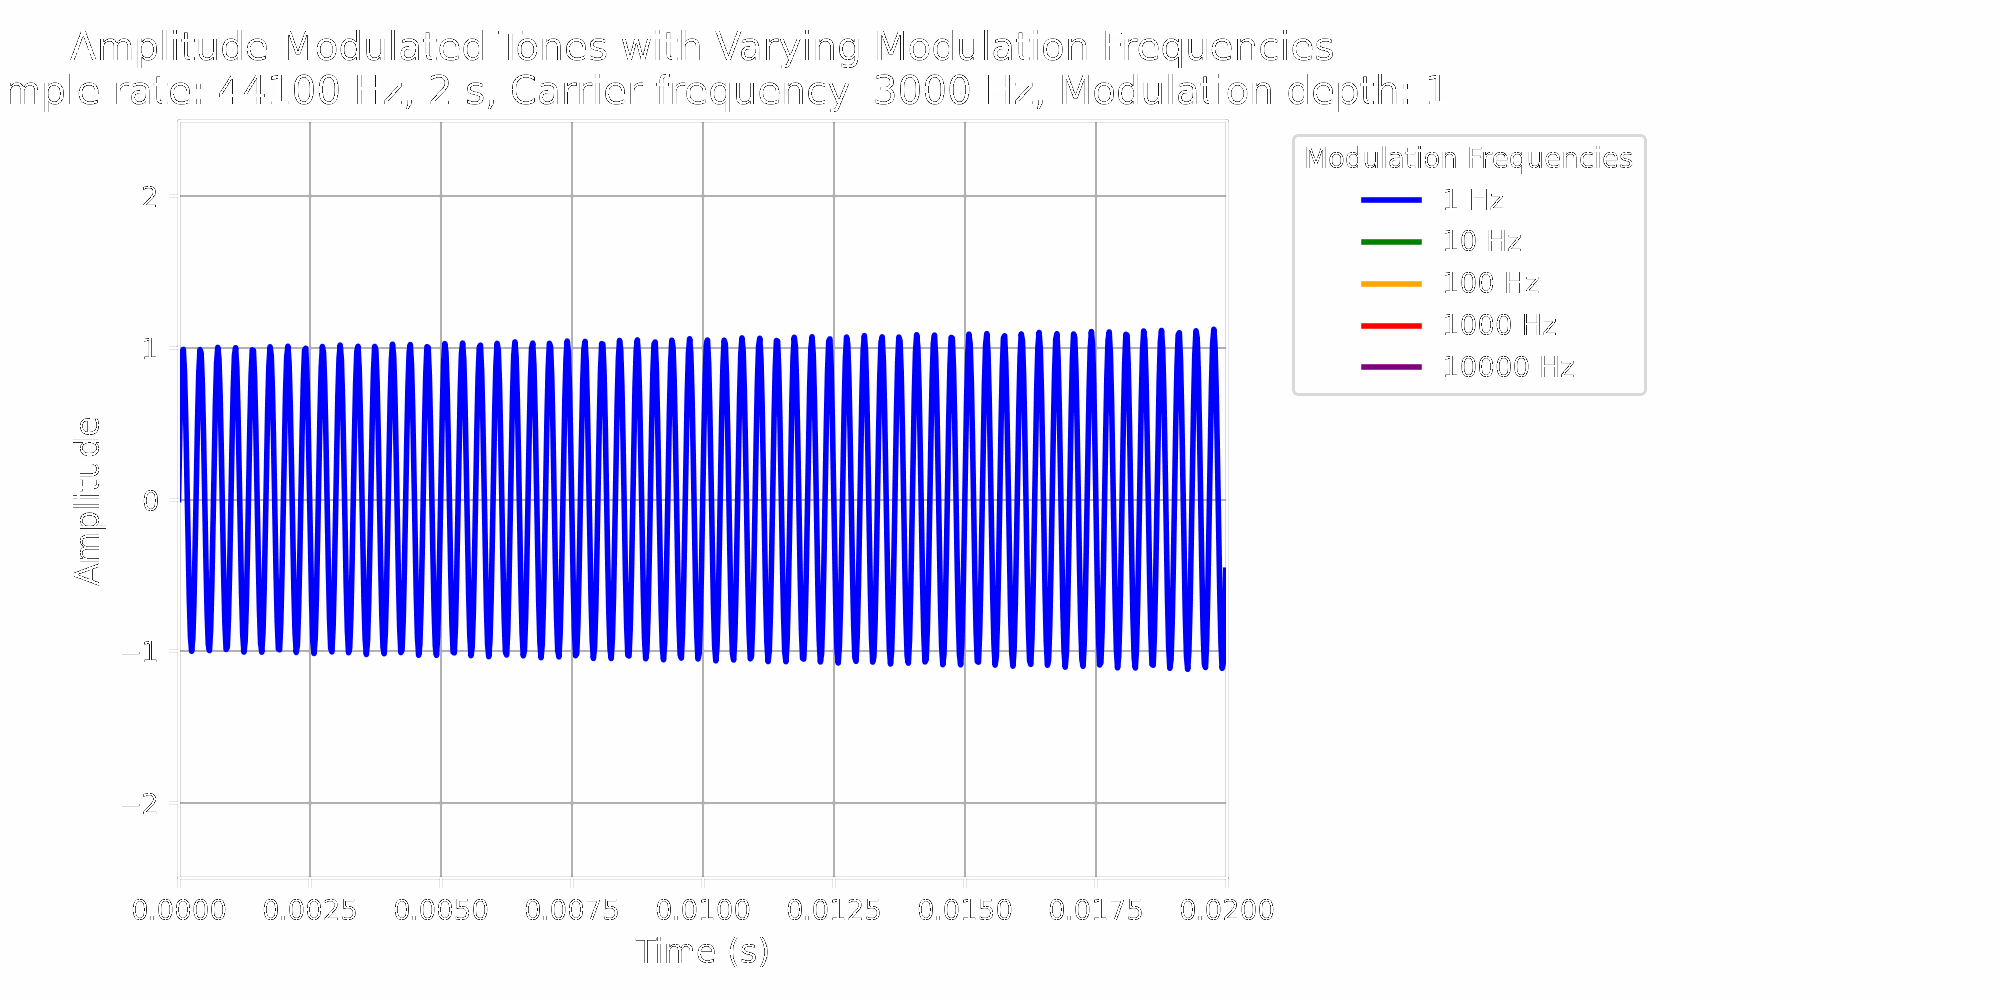 Amplitude Modulated Tones with Varying Modulation Frequencies
mple rate: 44100 Hz, 2 s, Carrier frequency 3000 Hz, Modulation depth: 1
Modulation Frequencies
1 Hz
10 Hz
100 Hz
1000 Hz
10000 Hz
Amplitude
2
1
0
−1
−2
0.0000 0.0025 0.0050 0.0075 0.0100 0.0125 0.0150 0.0175 0.0200
Time (s)